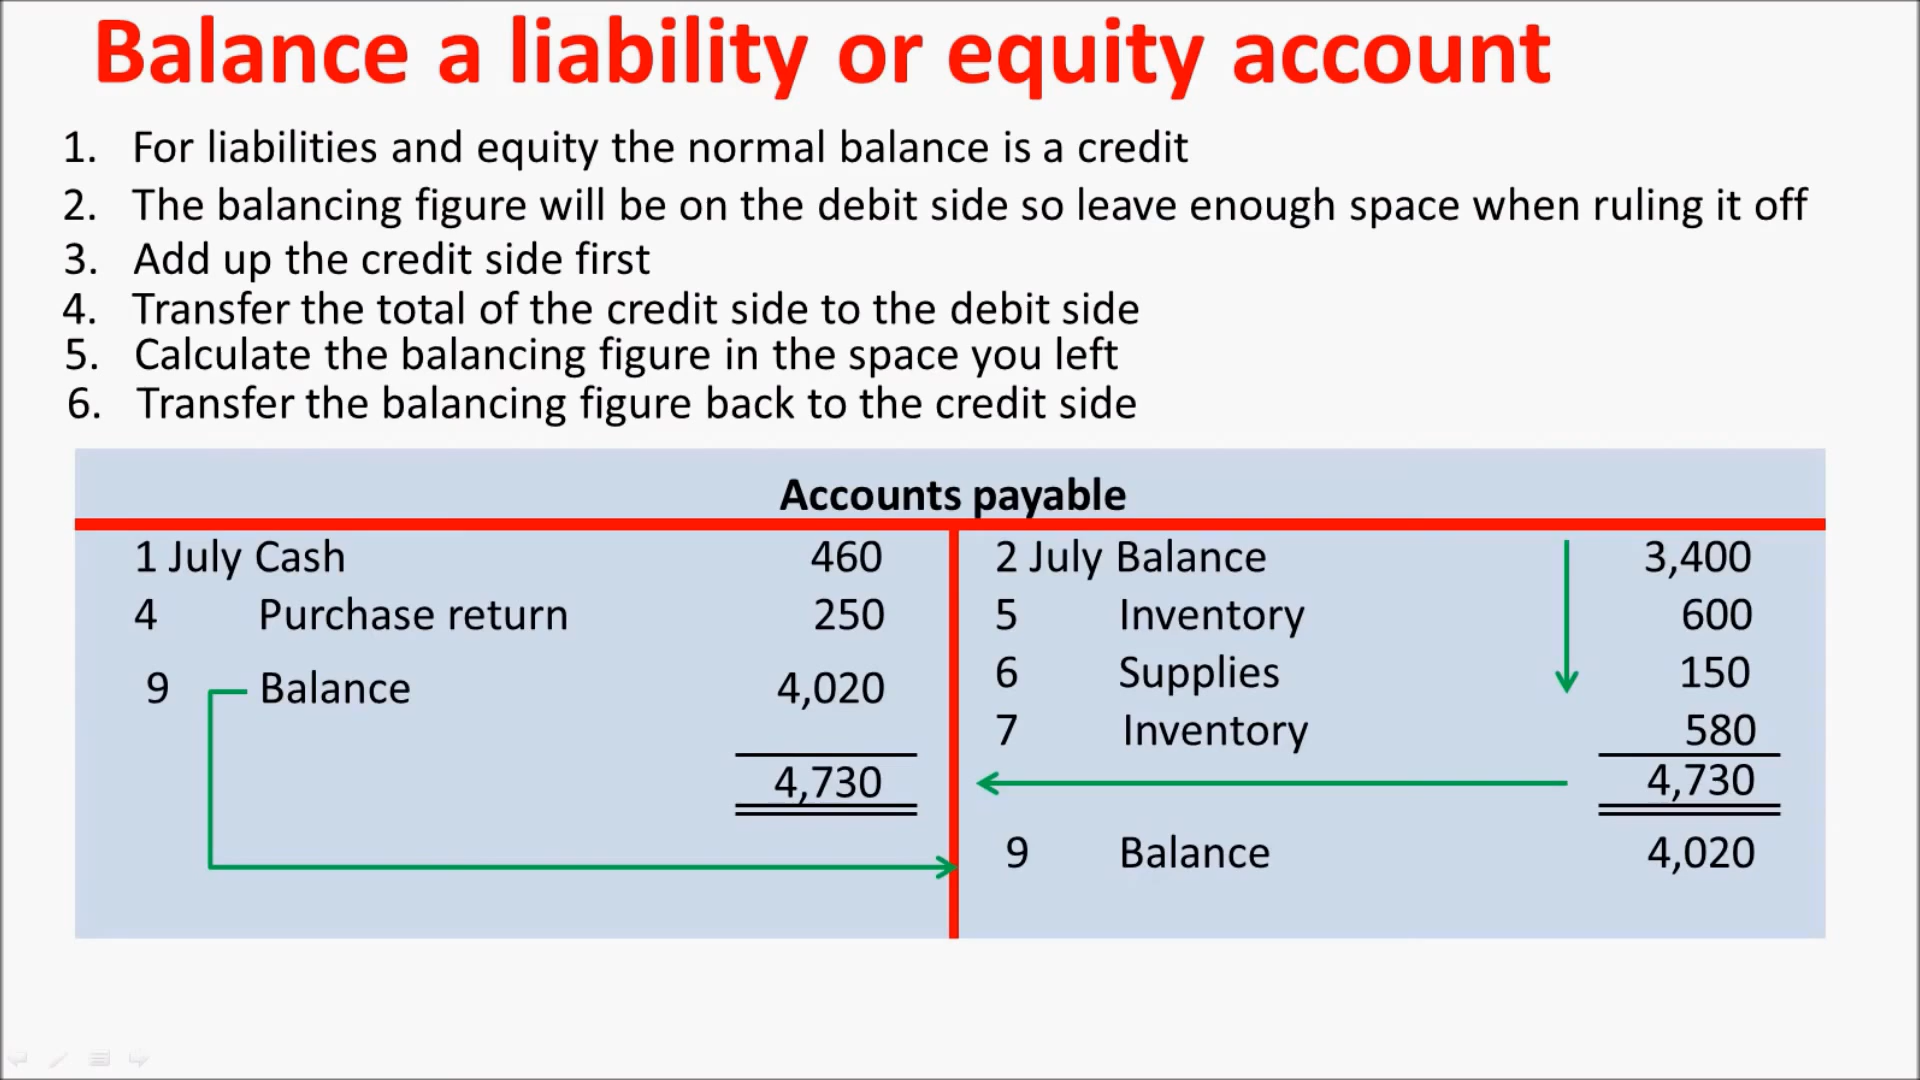 Balance a liability or equity account
1. For liabilities and equity the normal balance is a credit
2. The balancing figure will be on the debit side so leave enough space when ruling it off
3. Add up the credit side first
4. Transfer the total of the credit side to the debit side
5. Calculate the balancing figure in the space you left
6. Transfer the balancing figure back to the credit side
Accounts payable
1 July Cash 460 2 July Balance 3,400
4 Purchase return 250 5 Inventory 600
9 Balance 4,020 6 Supplies 150
7 Inventory 580
4,730 4,730
9 Balance 4,020